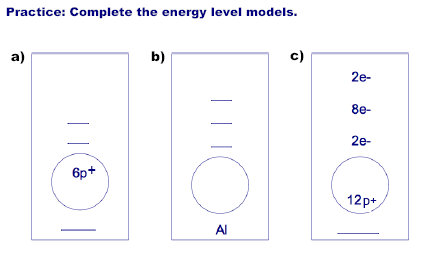 Practice: Complete the energy level models.
a)
6p+
b)
Al
c)
2e-
8e-
2e-
12p+